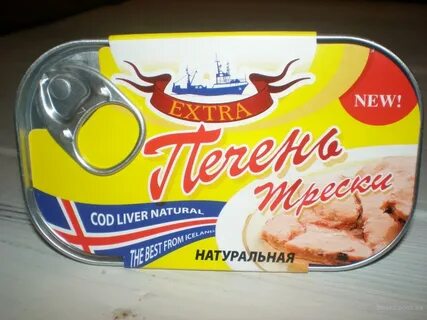 EXTRA
NEW!
Печень
трески
COD LIVER NATURAL
THE BEST FROM ICELAND
НАТУРАЛЬНАЯ